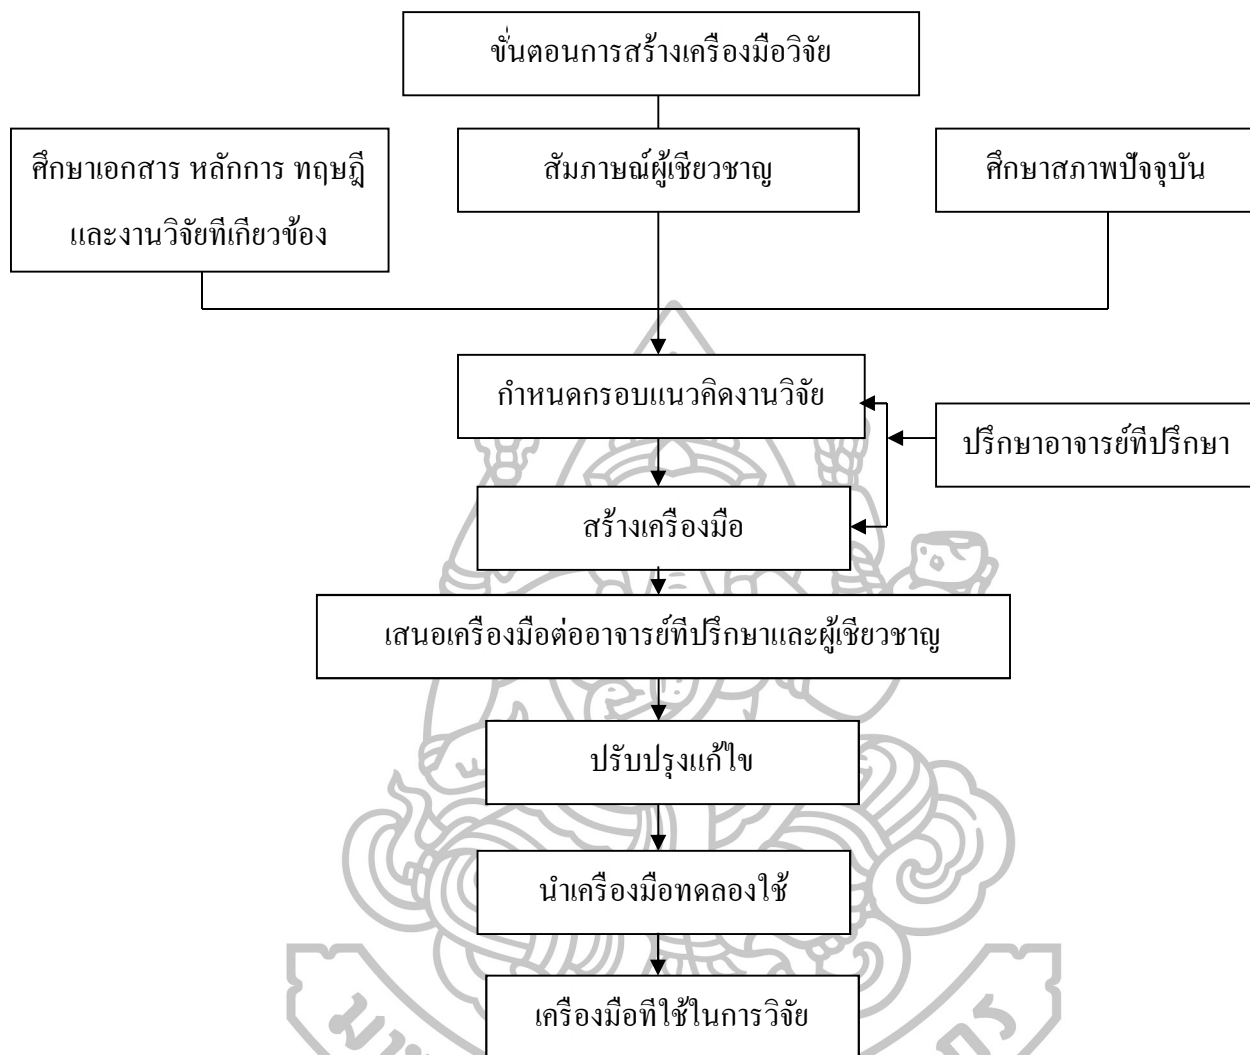 ขั้นตอนการสร้างเครื่องมือวิจัย
ศึกษาเอกสาร หลักการ ทฤษฎี
และงานวิจัยทีเกียวข้อง
สัมภาษณ์ผู้เชียวชาญ
ศึกษาสภาพปัจจุบัน
กำหนดกรอบแนวคิดงานวิจัย
ปรึกษาอาจารย์ทีปรึกษา
สร้างเครืองมือ
เสนอเครืองมือต่ออาจารย์ทีปรึกษาและผู้เชียวชาญ
ปรับปรุงแก้ไข
นำเครืองมือทดลองใช้
เครืองมือทีใช้ในการวิจัย